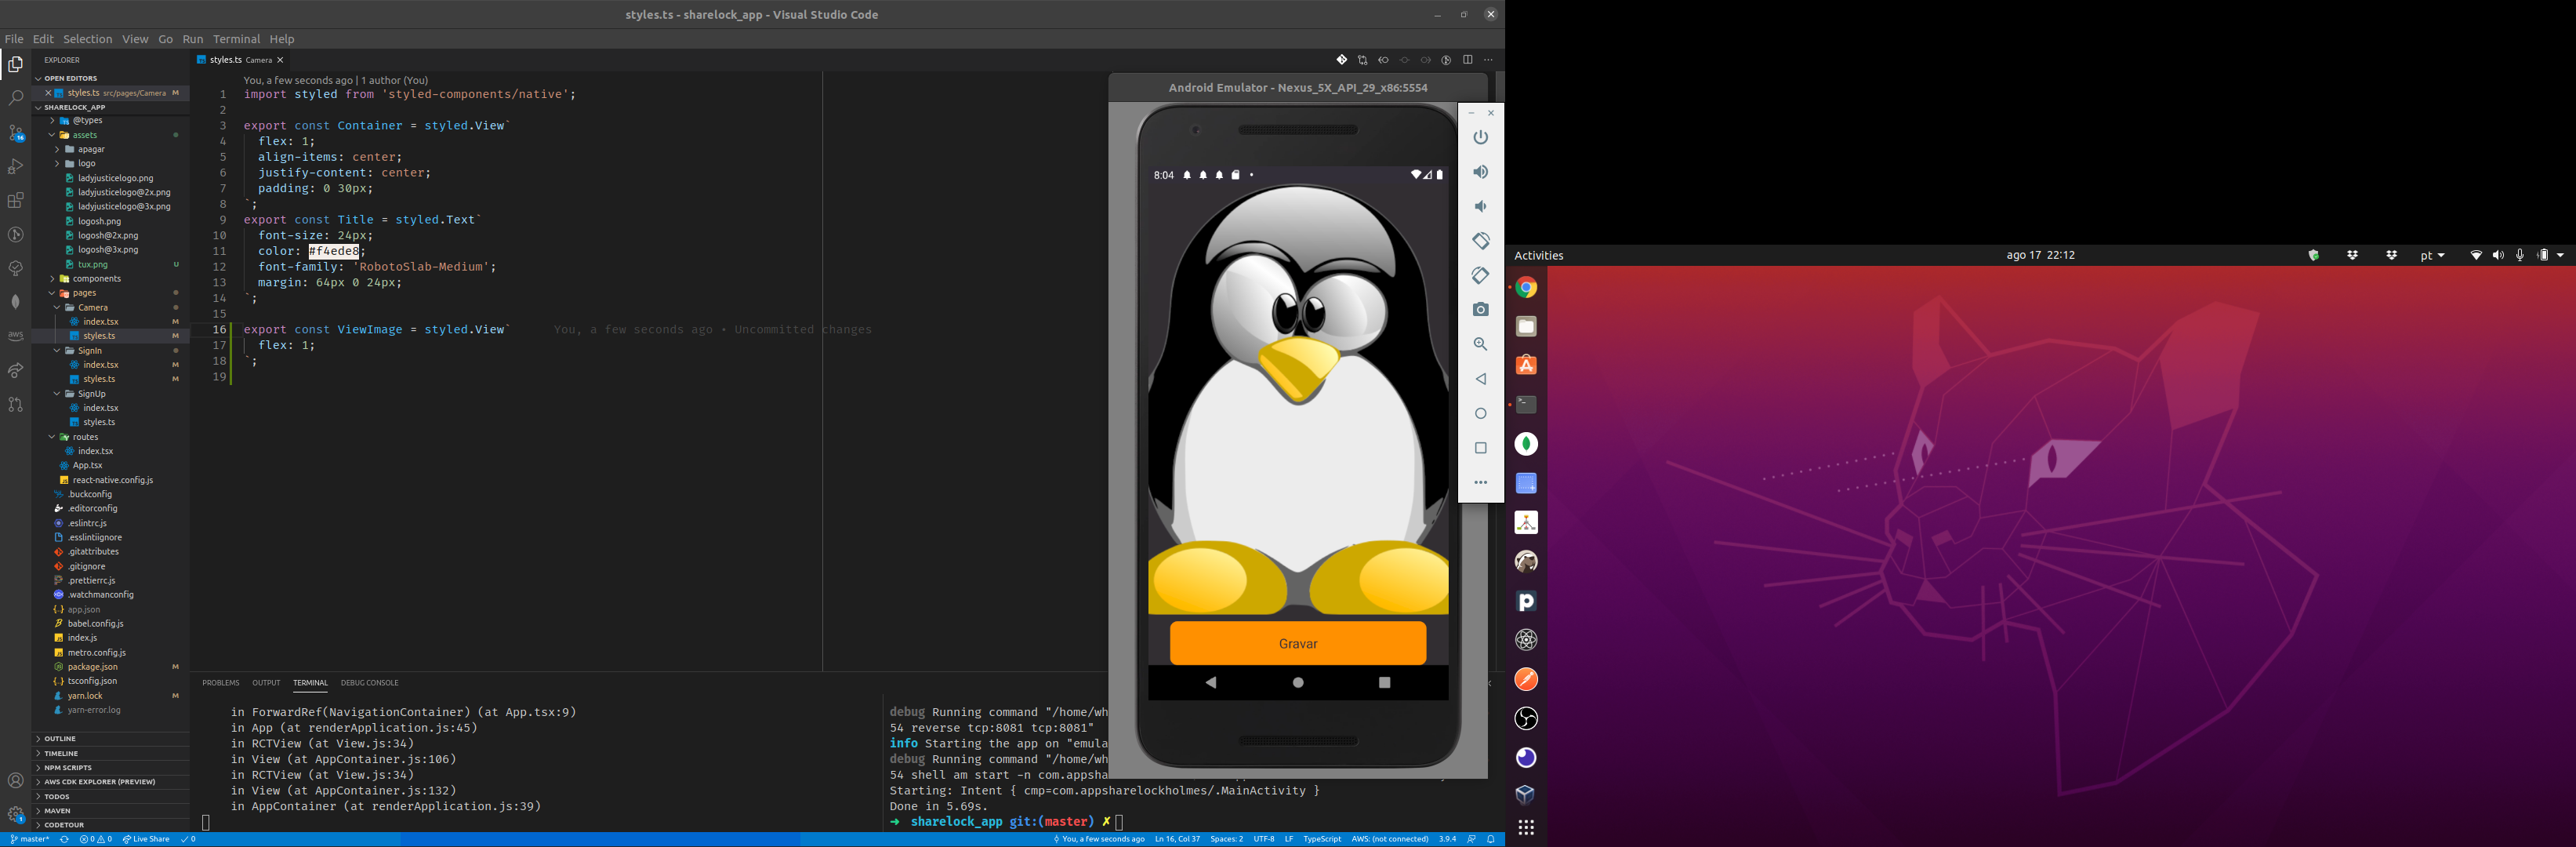 styles.ts - sharelock_app - Visual Studio Code
File Edit Selection View Go Run Terminal Help
EXPLORER
OPEN EDITORS
styles.ts src/pages/Camera M
SHARELOCK_APP
@types
assets
apagar
logo
ladyjusticelogo.png
ladyjusticelogo@2x.png
ladyjusticelogo@3x.png
logosh.png
logosh@2x.png
logosh@3x.png
tux.png U
components
pages
Camera
index.tsx M
styles.ts M
SignIn
index.tsx M
styles.ts M
SignUp
index.tsx
styles.ts
routes
index.tsx
App.tsx
react-native.config.js
.buckconfig
.editorconfig
.eslintrc.js
.esslintiignore
.gitattributes
.gitignore
.prettierrc.js
.watchmanconfig
app.json
babel.config.js
index.js
metro.config.js
package.json M
tsconfig.json
yarn.lock M
yarn-error.log
OUTLINE
TIMELINE
NPM SCRIPTS
AWS CDK EXPLORER (PREVIEW)
TODOS
MAVEN
CODETOUR
16
aws
1
styles.ts Camera
You, a few seconds ago | 1 author (You)
1 import styled from 'styled-components/native';
2
3 export const Container = styled.View`
4 flex: 1;
5 align-items: center;
6 justify-content: center;
7 padding: 0 30px;
8 `;
9 export const Title = styled.Text`
10 font-size: 24px;
11 color: #f4ede8;
12 font-family: 'RobotoSlab-Medium';
13 margin: 64px 0 24px;
14 `;
15
16 export const ViewImage = styled.View` You, a few seconds ago • Uncommitted changes
17 flex: 1;
18 `;
19
PROBLEMS OUTPUT TERMINAL DEBUG CONSOLE
in ForwardRef(NavigationContainer) (at App.tsx:9)
in App (at renderApplication.js:45)
in RCTView (at View.js:34)
in View (at AppContainer.js:106)
in RCTView (at View.js:34)
in View (at AppContainer.js:132)
in AppContainer (at renderApplication.js:39)
debug Running command "/home/wh
54 reverse tcp:8081 tcp:8081"
info Starting the app on "emula
debug Running command "/home/wh
54 shell am start -n com.appsha
Starting: Intent { cmp=com.appsharelockholmes/.MainActivity }
Done in 5.69s.
➜ sharelock_app git:(master) ✗
master* 0 0 Live Share 0
You, a few seconds ago Ln 16, Col 37 Spaces: 2 UTF-8 LF TypeScript AWS: (not connected) 3.9.4
Android Emulator - Nexus_5X_API_29_x86:5554
8:04
Gravar
Activities
ago 17 22:12
pt